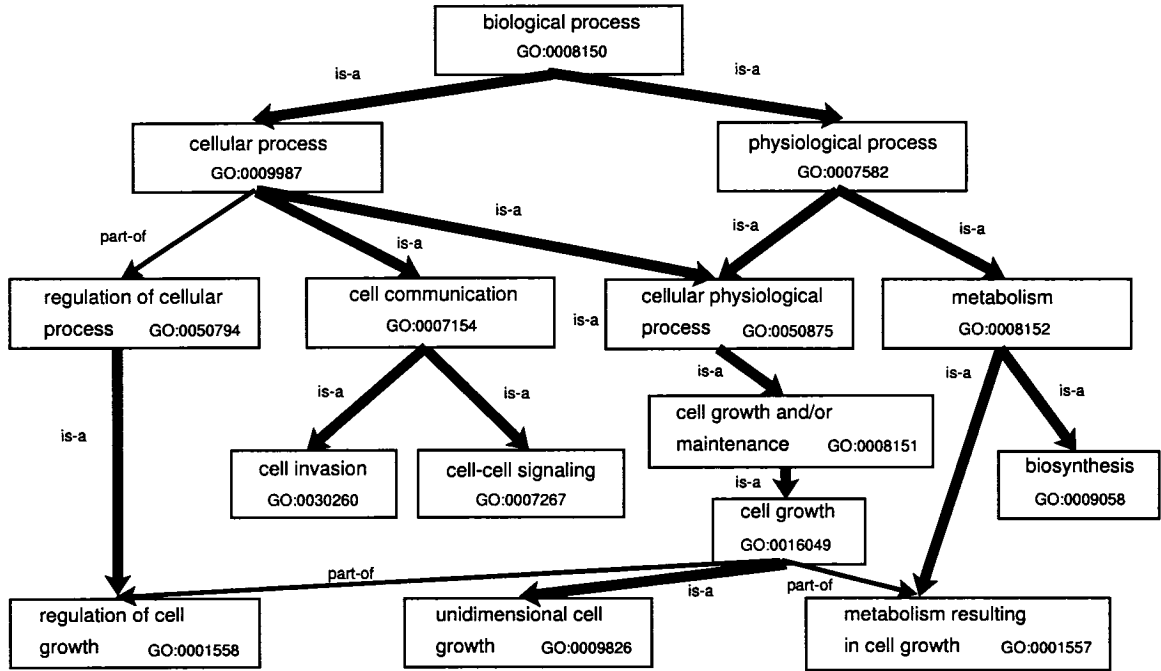 biological process
GO:0008150
is-a
is-a
cellular process
GO:0009987
physiological process
GO:0007582
part-of
is-a
is-a
is-a
is-a
regulation of cellular
process GO:0050794
cell communication
GO:0007154
is-a
cellular physiological
process GO:0050875
metabolism
GO:0008152
is-a
is-a
is-a
is-a
is-a
is-a
cell growth and/or
maintenance GO:0008151
cell invasion
GO:0030260
cell-cell signaling
GO:0007267
biosynthesis
GO:0009058
is-a
cell growth
GO:0016049
part-of
is-a
part-of
regulation of cell
growth GO:0001558
unidimensional cell
growth GO:0009826
metabolism resulting
in cell growth GO:0001557